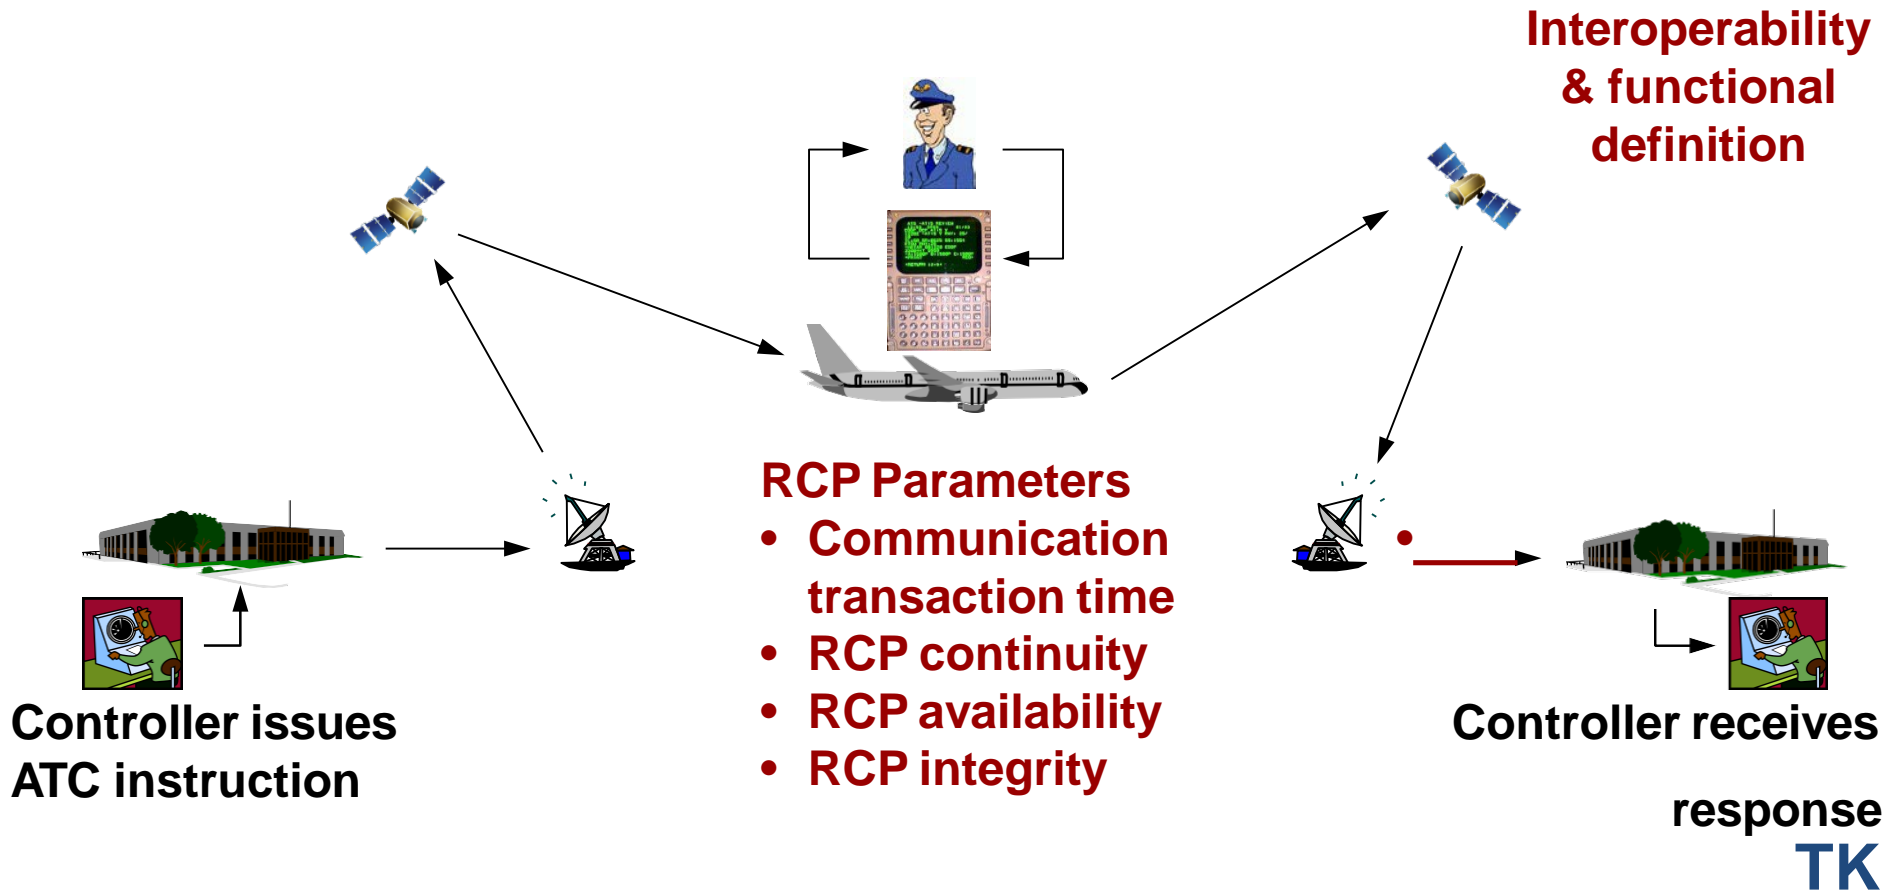 Interoperability
& functional
definition
RCP Parameters
• Communication
transaction time
• RCP continuity
• RCP availability
• RCP integrity
•
Controller issues
ATC instruction
Controller receives
response
TK